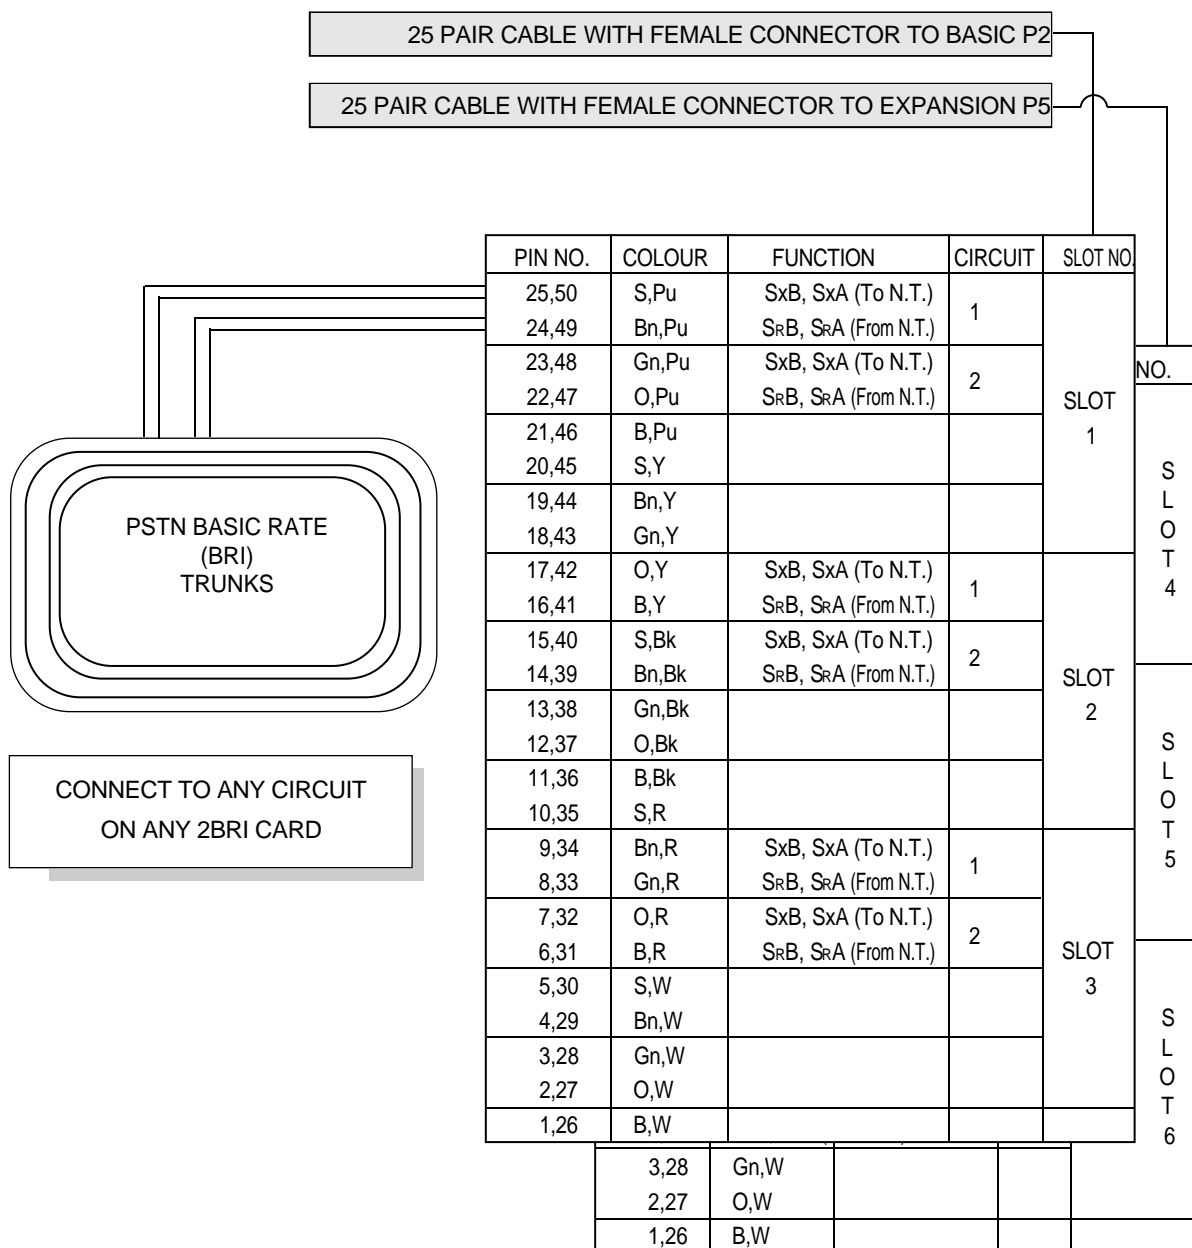 25 PAIR CABLE WITH FEMALE CONNECTOR TO BASIC P2
25 PAIR CABLE WITH FEMALE CONNECTOR TO EXPANSION P5
PIN NO. COLOUR FUNCTION CIRCUIT SLOT NO.
25,50 S,Pu SxB, SxA (To N.T.)
1
24,49 Bn,Pu SRB, SRA (From N.T.)
23,48 Gn,Pu SxB, SxA (To N.T.)
2
22,47 O,Pu SRB, SRA (From N.T.)
SLOT
1
21,46 B,Pu
20,45 S,Y
19,44 Bn,Y
18,43 Gn,Y
17,42 O,Y SxB, SxA (To N.T.)
1
16,41 B,Y SRB, SRA (From N.T.)
15,40 S,Bk SxB, SxA (To N.T.)
2
14,39 Bn,Bk SRB, SRA (From N.T.)
SLOT
2
13,38 Gn,Bk
12,37 O,Bk
11,36 B,Bk
10,35 S,R
9,34 Bn,R SxB, SxA (To N.T.)
1
8,33 Gn,R SRB, SRA (From N.T.)
7,32 O,R SxB, SxA (To N.T.)
2
6,31 B,R SRB, SRA (From N.T.)
SLOT
3
5,30 S,W
4,29 Bn,W
3,28 Gn,W
2,27 O,W
1,26 B,W
NO.
S
L
O
T
4
S
L
O
T
5
S
L
O
T
6
3,28 Gn,W
2,27 O,W
1,26 B,W
PSTN BASIC RATE
(BRI)
TRUNKS
CONNECT TO ANY CIRCUIT
ON ANY 2BRI CARD